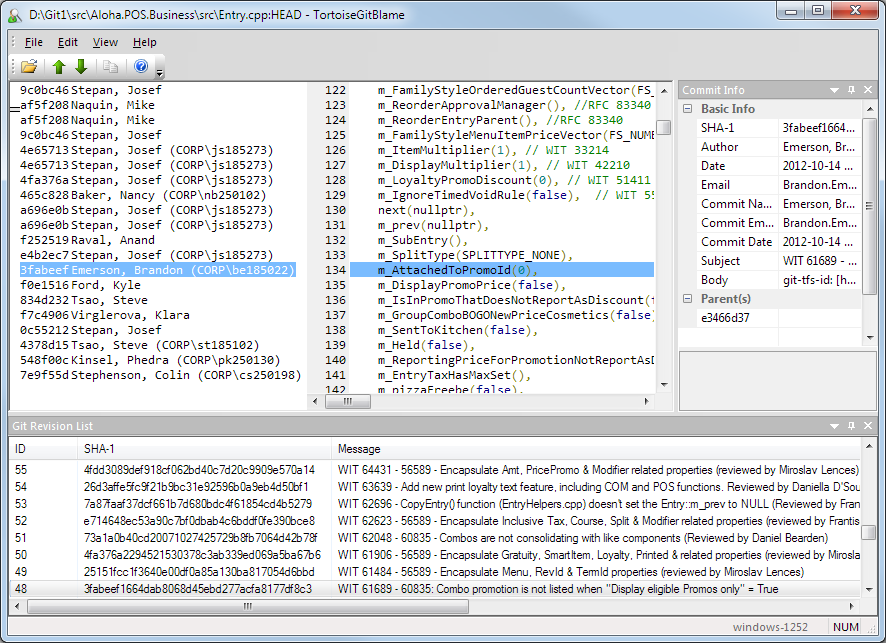 D:\Git1\src\Aloha.POS.Business\src\Entry.cpp:HEAD - TortoiseGitBlame
File Edit View Help
9c0bc46 Stepan, Josef
af5f208 Naquin, Mike
af5f208 Naquin, Mike
9c0bc46 Stepan, Josef
4e65713 Stepan, Josef (CORP\js185273)
4e65713 Stepan, Josef (CORP\js185273)
4fa376a Stepan, Josef (CORP\js185273)
465c828 Baker, Nancy (CORP\nb250102)
a696e0b Stepan, Josef (CORP\js185273)
a696e0b Stepan, Josef (CORP\js185273)
f252519 Raval, Anand
e4b2ec7 Stepan, Josef (CORP\js185273)
3fabeef Emerson, Brandon (CORP\be185022)
f0e1516 Ford, Kyle
834d232 Tsao, Steve
f7c4906 Virglerova, Klara
0c55212 Stepan, Josef
4378d15 Tsao, Steve (CORP\st185102)
548f00c Kinsel, Phedra (CORP\pk250130)
7e9f55d Stephenson, Colin (CORP\cs250198)
122 m_FamilyStyleOrderedGuestCountVector(FS_
123 m_ReorderApprovalManager(), //RFC 83340
124 m_ReorderEntryParent(), //RFC 83340
125 m_FamilyStyleMenuItemPriceVector(FS_NUME
126 m_ItemMultiplier(1), // WIT 33214
127 m_DisplayMultiplier(1), // WIT 42210
128 m_LoyaltyPromoDiscount(0), // WIT 51411
129 m_IgnoreTimedVoidRule(false), // WIT 55
130 next(nullptr),
131 m_prev(nullptr),
132 m_SubEntry(),
133 m_SplitType(SPLITTYPE_NONE),
134 m_AttachedToPromoId(0),
135 m_DisplayPromoPrice(false),
136 m_IsInPromoThatDoesNotReportAsDiscount(
137 m_GroupComboBOGONewPriceCosmetics(false)
138 m_SentToKitchen(false),
139 m_Held(false),
140 m_ReportingPriceForPromotionNotReportAsD
141 m_EntryTaxHasMaxSet(),
142 m_pizzaFreebe(false),
Commit Info
Basic Info
SHA-1 3fabeef1664...
Author Emerson, Br...
Date 2012-10-14 ...
Email Brandon.Em...
Commit Na... Emerson, Br...
Commit Em... Brandon.Em...
Commit Date 2012-10-14 ...
Subject WIT 61689 - ...
Body git-tfs-id: [h...
Parent(s)
e3466d37
Git Revision List
ID SHA-1 Message
55 4fdd3089def918cf062bd40c7d20c9909e570a14 WIT 64431 - 56589 - Encapsulate Amt, PricePromo & Modifier related properties (reviewed by Miroslav Lences)
54 26d3affe5fc9f21b9bc31e92596b0a9eb4d50bf1 WIT 63639 - Add new print loyalty text feature, including COM and POS functions. Reviewed by Daniella D'Sou
53 7a87faaf37dcf661b7d680bdc4f61854cd4b5279 WIT 62696 - CopyEntry() function (EntryHelpers.cpp) doesn't set the Entry::m_prev to NULL (Reviewed by Fran
52 e714648ec53a90c7bf0dbab4c6bddf0fe390bce8 WIT 62623 - 56589 - Encapsulate Inclusive Tax, Course, Split & Modifier related properties (reviewed by Frantis
51 73a1a0b40cd20071027425729b8fb7064d42b78f WIT 62048 - 60835 - Combos are not consolidating with like components (Reviewed by Daniel Bearden)
50 4fa376a2294521530378c3ab339ed069a5ba67b6 WIT 61906 - 56589 - Encapsulate Gratuity, SmartItem, Loyalty, Printed & related properties (reviewed by Mirosla
49 25151fcc1f3640e00df0a85a130ba817054d6bbd WIT 61484 - 56589 - Encapsulate Menu, RevId & TermId properties (reviewed by Miroslav Lences)
48 3fabeef1664dab8068d45ebd277acfa8177df8c3 WIT 61689 - 60835: Combo promotion is not listed when "Display eligible Promos only" = True
windows-1252 NUM